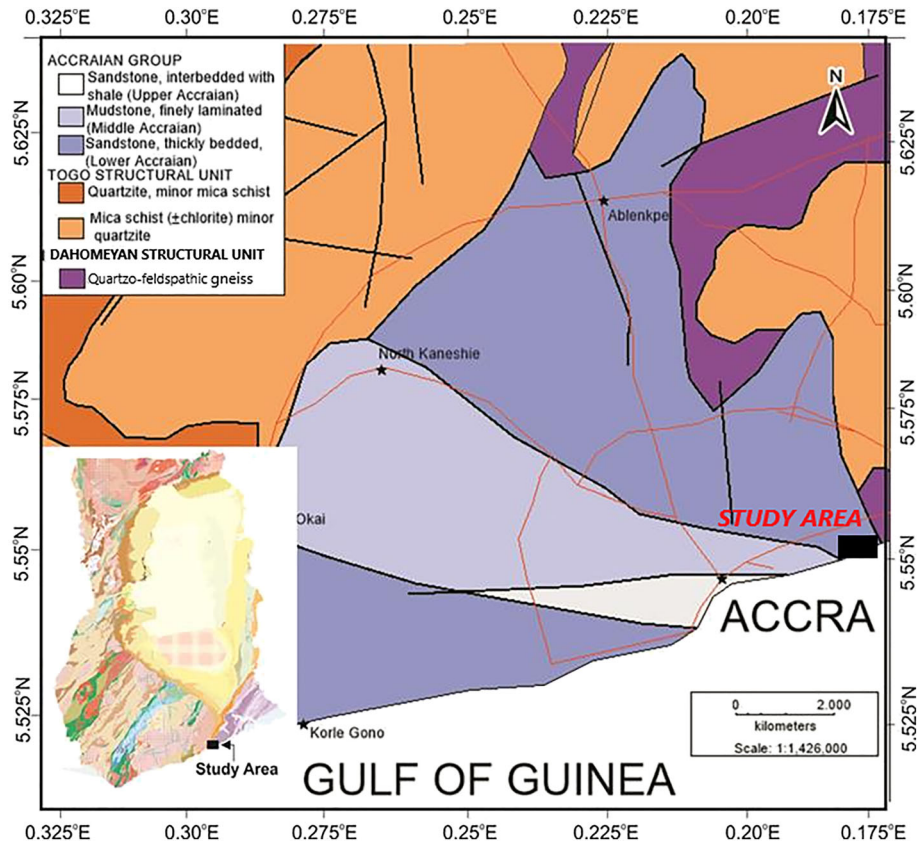 0.325°E 0.30°E 0.275°E 0.25°E 0.225°E 0.20°E 0.175°E
ACCRAIAN GROUP
Sandstone, interbedded with
shale (Upper Accraian)
Mudstone, finely laminated
(Middle Accraian)
Sandstone, thickly bedded,
(Lower Accraian)
TOGO STRUCTURAL UNIT
Quartzite, minor mica schist
Mica schist (±chlorite) minor
quartzite
DAHOMEYAN STRUCTURAL UNIT
Quartzo-feldspathic gneiss
N
5.625°N
5.625°N
Ablenkpe
5.60°N
5.60°N
North Kaneshie
5.575°N
5.575°N
Okai
STUDY AREA
5.55°N
5.55°N
ACCRA
5.525°N
5.525°N
0 2.000
kilometers
Scale: 1:1,426,000
Korle Gono
Study Area
GULF OF GUINEA
0.325°E 0.30°E 0.275°E 0.25°E 0.225°E 0.20°E 0.175°E